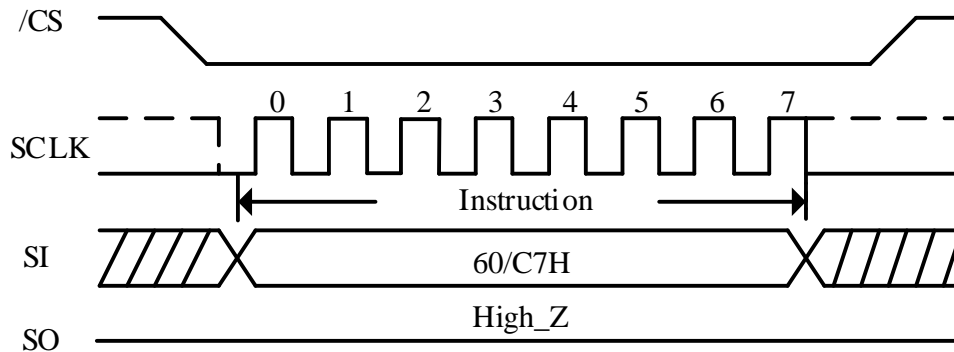 /CS
0 1 2 3 4 5 6 7
SCLK
Instruction
SI
60/C7H
High_Z
SO